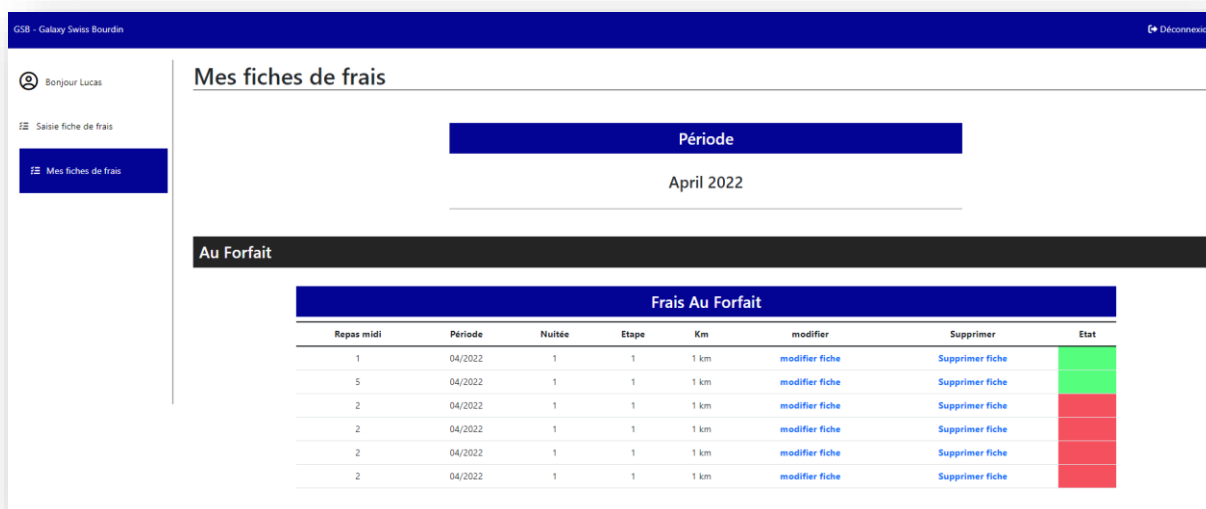 GSB - Galaxy Swiss Bourdin
Déconnexio
Bonjour Lucas
Mes fiches de frais
Saisie fiche de frais
Mes fiches de frais
Période
April 2022
Au Forfait
Frais Au Forfait
Repas midi Période Nuitée Etape Km modifier Supprimer Etat
1 04/2022 1 1 1 km modifier fiche Supprimer fiche
5 04/2022 1 1 1 km modifier fiche Supprimer fiche
2 04/2022 1 1 1 km modifier fiche Supprimer fiche
2 04/2022 1 1 1 km modifier fiche Supprimer fiche
2 04/2022 1 1 1 km modifier fiche Supprimer fiche
2 04/2022 1 1 1 km modifier fiche Supprimer fiche